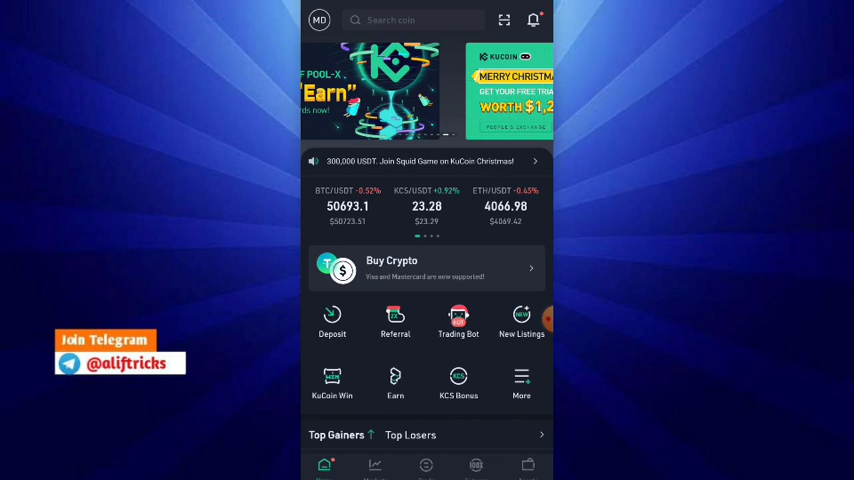 MD
Search coin
F POOL-X
"Earn"
rds now!
KUCOIN
MERRY CHRISTMA
GET YOUR FREE TRIA
WORTH $1,2
PEOPLE'S EXCHANGE
300,000 USDT. Join Squid Game on KuCoin Christmas!
BTC/USDT -0.52% KCS/USDT +0.92% ETH/USDT -0.45%
50693.1 23.28 4066.98
$50723.51 $23.29 $4069.42
Buy Crypto
Visa and Mastercard are now supported!
Deposit Referral Trading Bot New Listings
KuCoin Win Earn KCS Bonus More
Top Gainers Top Losers
Join Telegram
@aliftricks